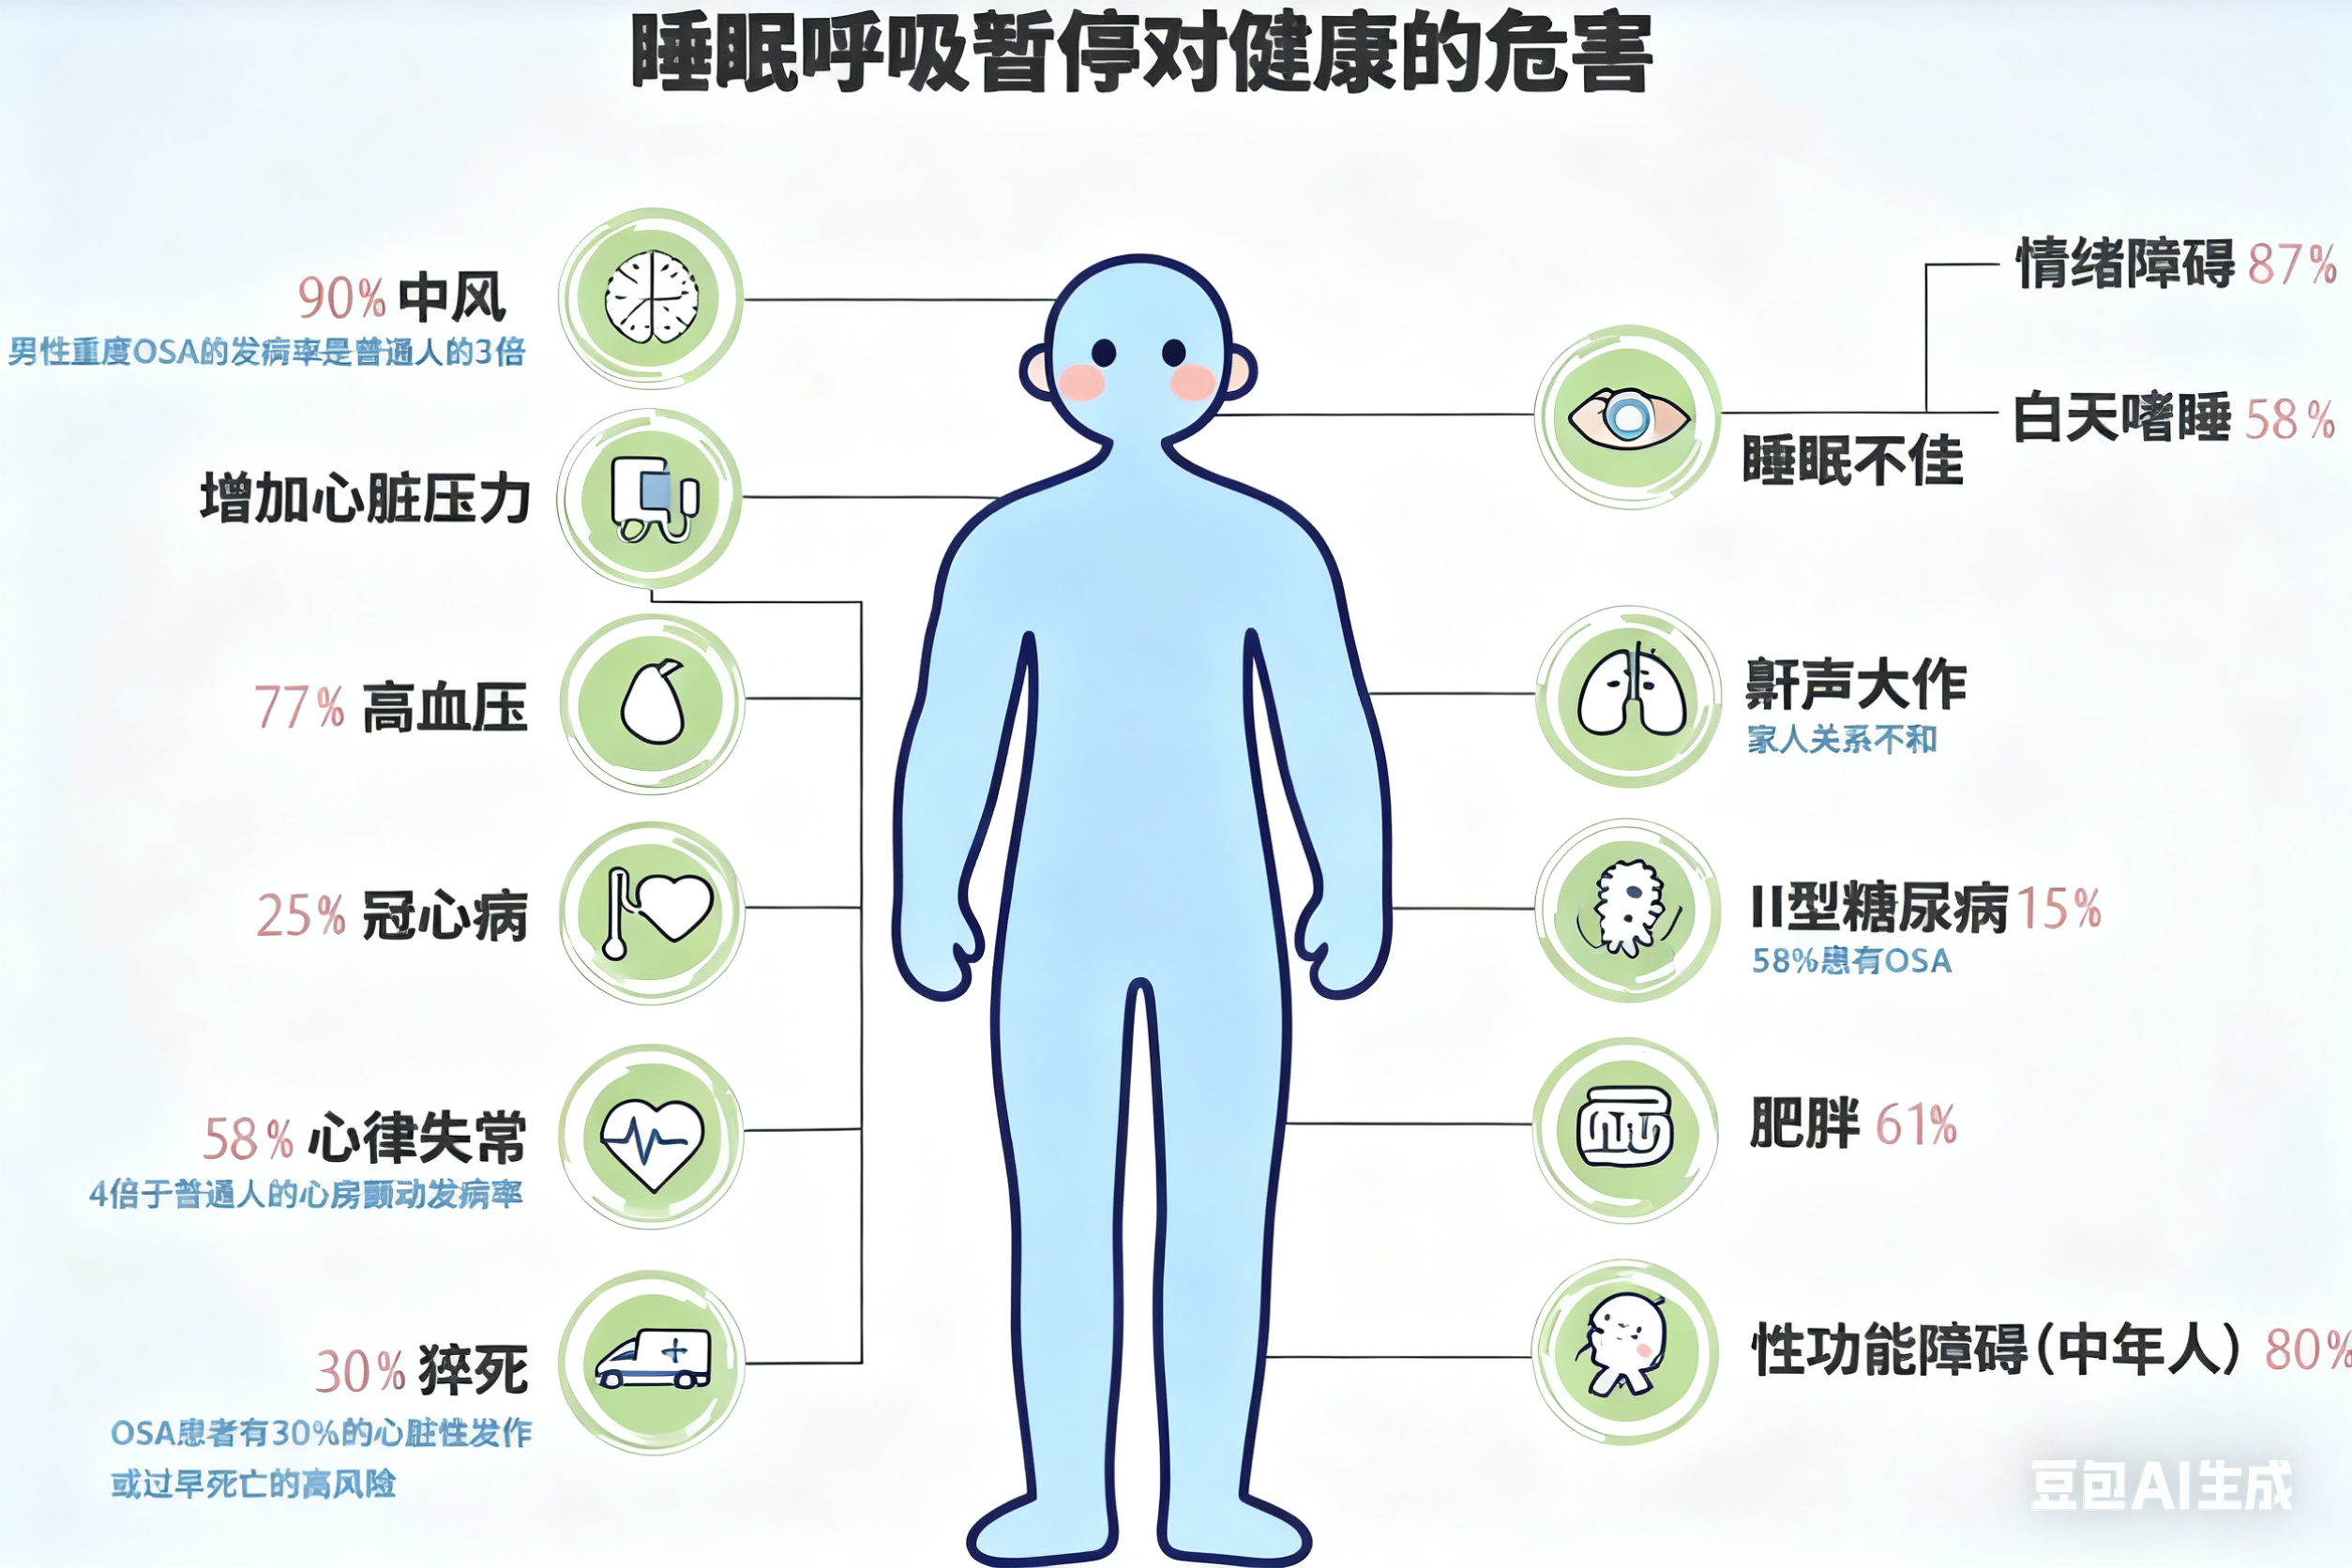 睡眠呼吸暂停对健康的危害
90% 中风
男性重度OSA的发病率是普通人的3倍
增加心脏压力
77% 高血压
25% 冠心病
58% 心律失常
4倍于普通人的心房颤动发病率
30% 猝死
OSA患者有30%的心脏性发作
或过早死亡的高风险
情绪障碍 87%
白天嗜睡 58%
睡眠不佳
鼾声大作
家人关系不和
II型糖尿病 15%
58%患有OSA
肥胖 61%
性功能障碍(中年人) 80%
豆包AI生成